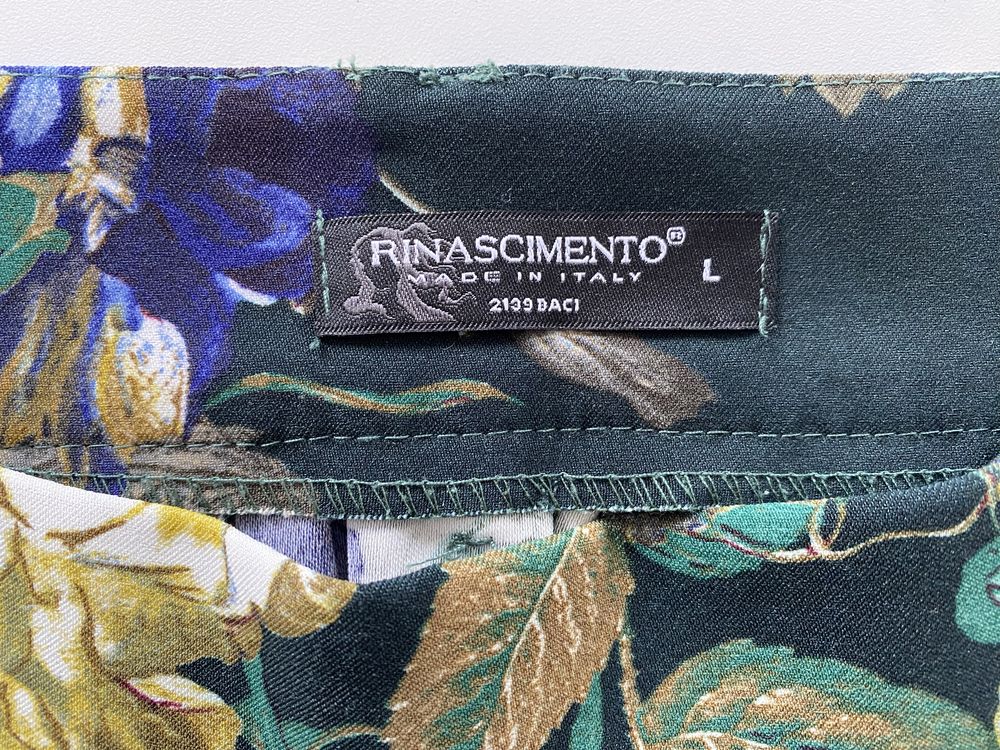 RINASCIMENTO®
MADE IN ITALY
L
2139 BACI